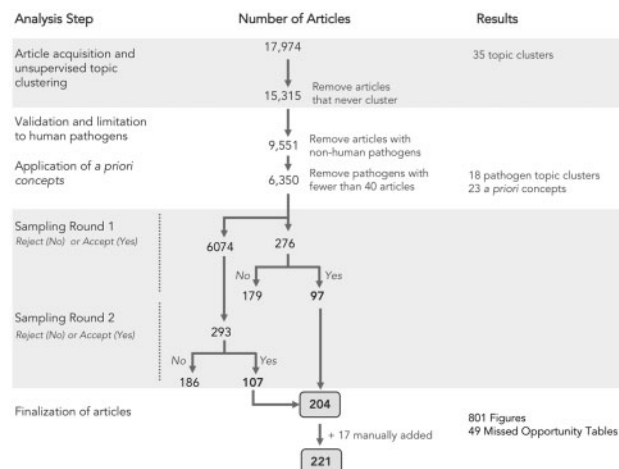 Analysis Step Number of Articles Results
Article acquisition and
unsupervised topic
clustering
17,974
35 topic clusters
15,315
Remove articles
that never cluster
Validation and limitation
to human pathogens
9,551
Remove articles with
non-human pathogens
Application of a priori
concepts
6,350
Remove pathogens with
fewer than 40 articles
18 pathogen topic clusters
23 a priori concepts
Sampling Round 1
Reject (No) or Accept (Yes)
6074 276
No Yes
179 97
Sampling Round 2
Reject (No) or Accept (Yes)
293
No Yes
186 107
Finalization of articles
204
801 Figures
49 Missed Opportunity Tables
+ 17 manually added
221